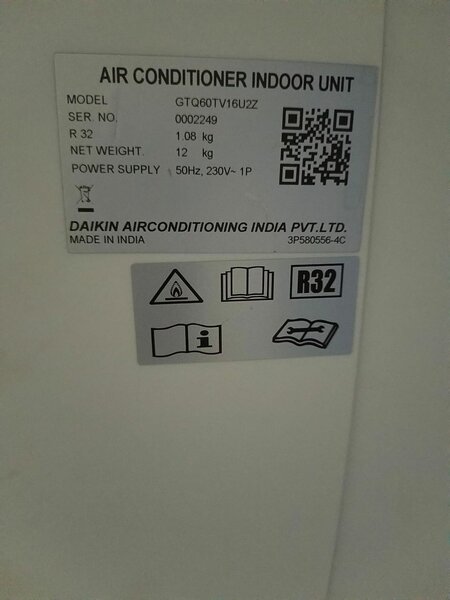 AIR CONDITIONER INDOOR UNIT
MODEL GTQ60TV16U2Z
SER. NO. 0002249
R 32 1.08 kg
NET WEIGHT. 12 kg
POWER SUPPLY 50Hz, 230V~ 1P
DAIKIN AIRCONDITIONING INDIA PVT.LTD.
MADE IN INDIA 3P580556-4C
R32
i